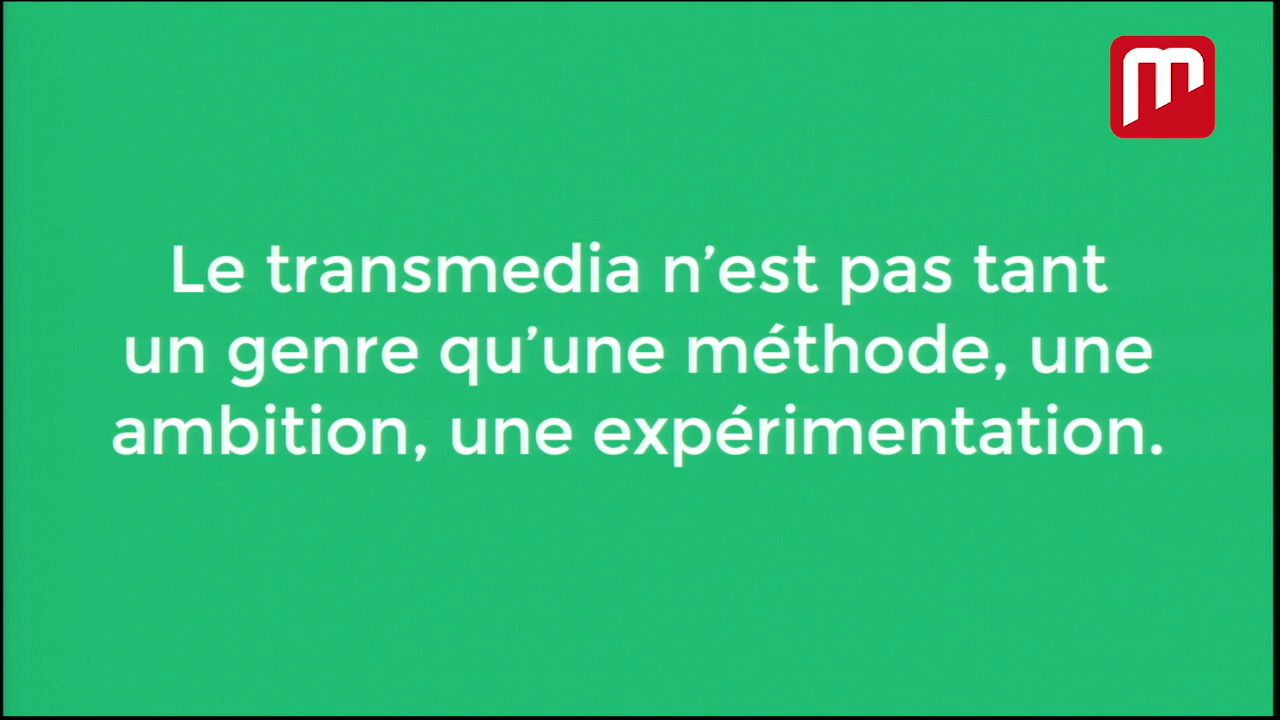 Le transmedia n’est pas tant
un genre qu’une méthode, une
ambition, une expérimentation.